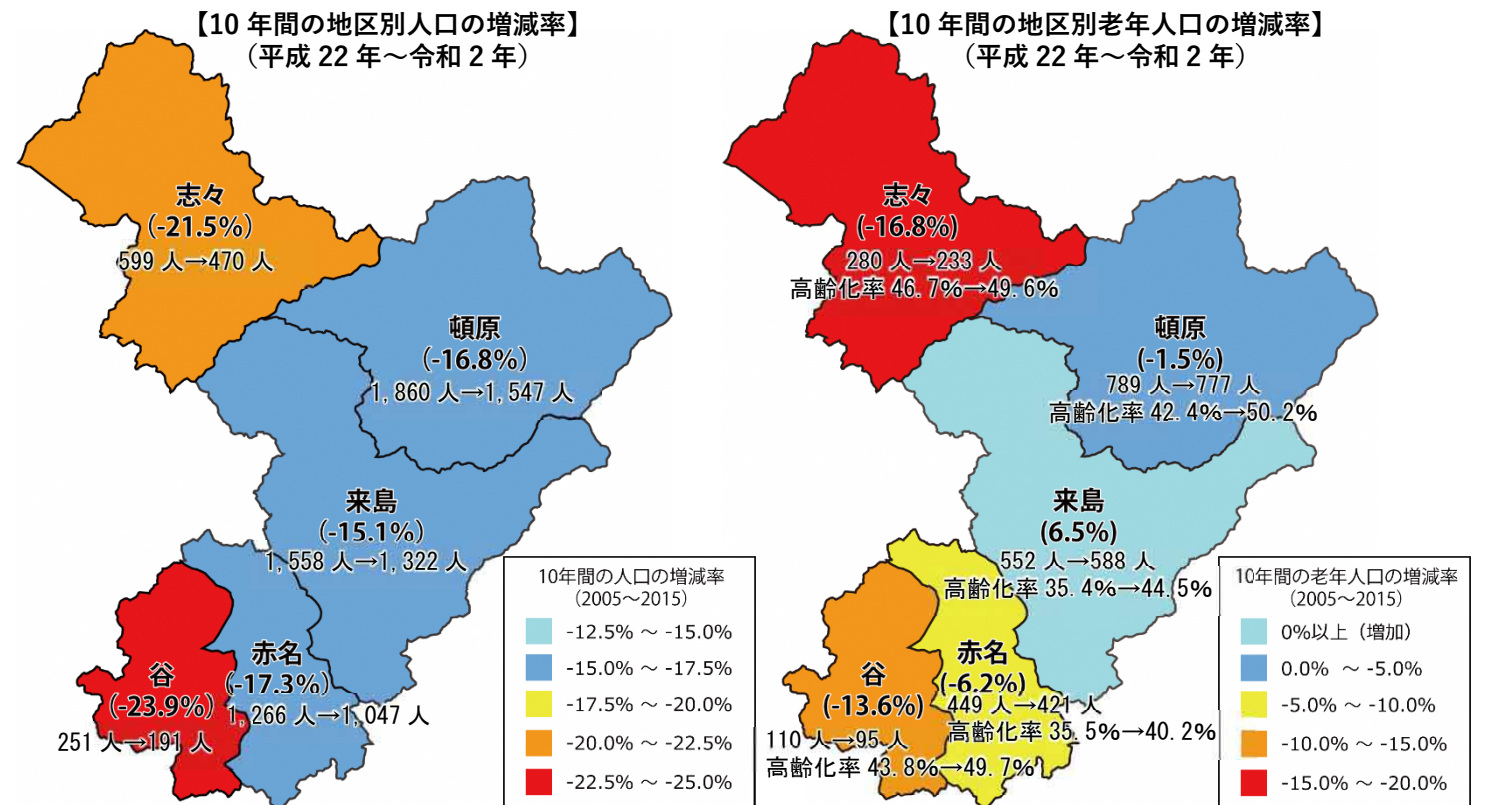 【10 年間の地区別人口の増減率】
（平成 22 年～令和 2 年）
志々
(-21.5%)
599 人→470 人
頓原
(-16.8%)
1,860 人→1,547 人
来島
(-15.1%)
1,558 人→1,322 人
赤名
(-17.3%)
1,266 人→1,047 人
谷
(-23.9%)
251 人→191 人
10年間の人口の増減率
（2005～2015）
-12.5% ～ -15.0%
-15.0% ～ -17.5%
-17.5% ～ -20.0%
-20.0% ～ -22.5%
-22.5% ～ -25.0%
【10 年間の地区別老年人口の増減率】
（平成 22 年～令和 2 年）
志々
(-16.8%)
280 人→233 人
高齢化率 46.7%→49.6%
頓原
(-1.5%)
789 人→777 人
高齢化率 42.4%→50.2%
来島
(6.5%)
552 人→588 人
高齢化率 35.4%→44.5%
赤名
(-6.2%)
449 人→421 人
高齢化率 35.5%→40.2%
谷
(-13.6%)
110 人→95 人
高齢化率 43.8%→49.7%
10年間の老年人口の増減率
（2005～2015）
0%以上（増加）
0.0% ～ -5.0%
-5.0% ～ -10.0%
-10.0% ～ -15.0%
-15.0% ～ -20.0%